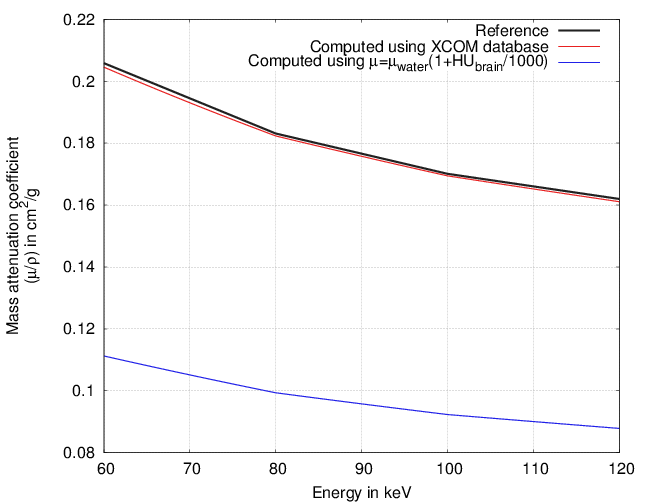 Reference
Computed using XCOM database
Computed using μ=μwater(1+HUbrain/1000)
Mass attenuation coefficient
(μ/ρ) in cm²/g
0.22
0.2
0.18
0.16
0.14
0.12
0.1
0.08
60 70 80 90 100 110 120
Energy in keV